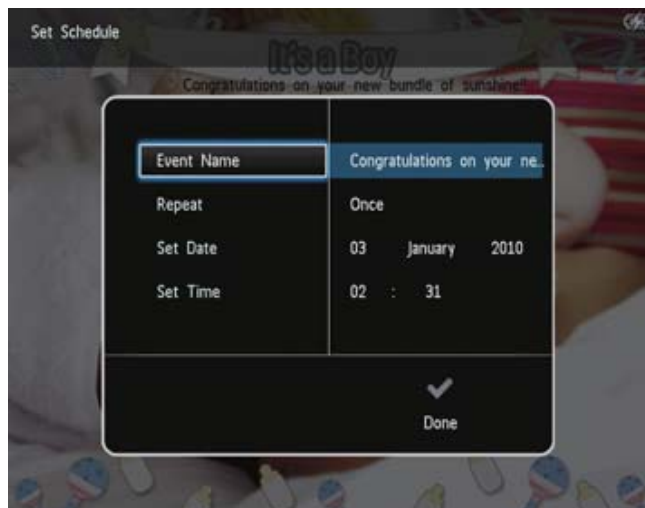 Set Schedule
It's a Boy
Congratulations on your new bundle of sunshine!!
Event Name Congratulations on your ne..
Repeat Once
Set Date 03 January 2010
Set Time 02 : 31
Done